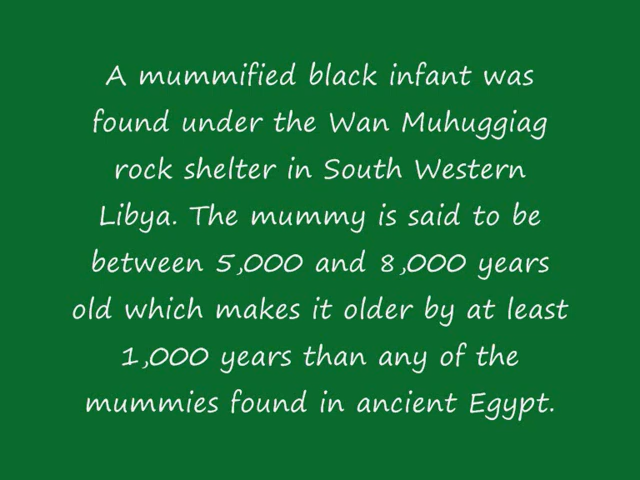 A mummified black infant was
found under the Wan Muhuggiag
rock shelter in South Western
Libya. The mummy is said to be
between 5,000 and 8,000 years
old which makes it older by at least
1,000 years than any of the
mummies found in ancient Egypt.